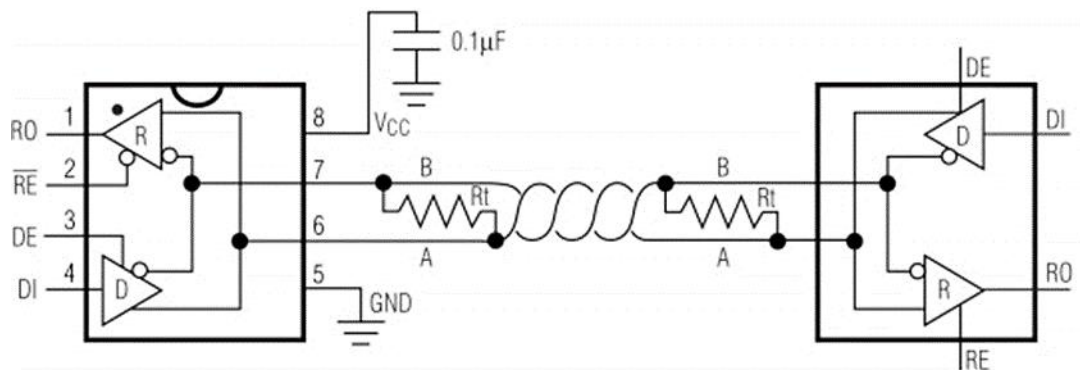 0.1µF
DE
RO 1 R 8 VCC D DI
R̅E̅ 2 7 B B
Rt Rt
DE 3 6 A A
DI 4 D 5 GND R RO
RE